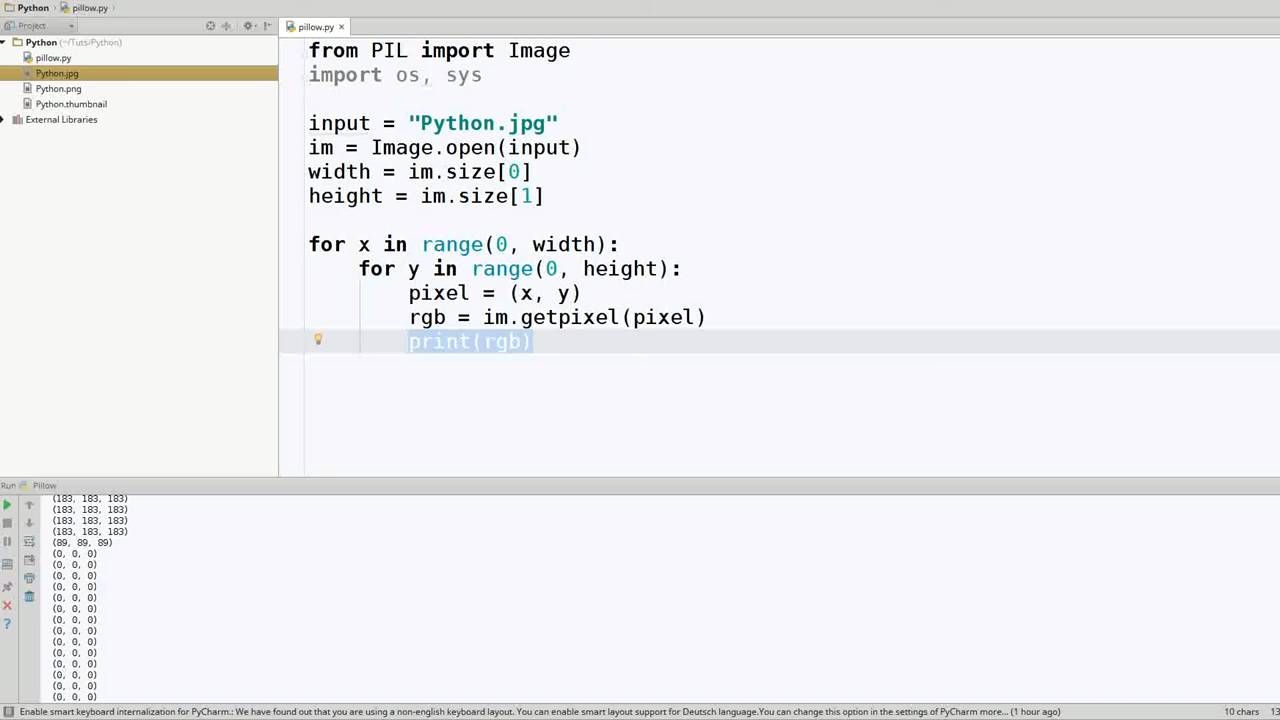 Python pillow.py
Project
Python (~/Tuts/Python)
pillow.py
Python.jpg
Python.png
Python.thumbnail
External Libraries
pillow.py
from PIL import Image
import os, sys
input = "Python.jpg"
im = Image.open(input)
width = im.size[0]
height = im.size[1]
for x in range(0, width):
for y in range(0, height):
pixel = (x, y)
rgb = im.getpixel(pixel)
print(rgb)
Run Pillow
(183, 183, 183)
(183, 183, 183)
(183, 183, 183)
(183, 183, 183)
(89, 89, 89)
(0, 0, 0)
(0, 0, 0)
(0, 0, 0)
(0, 0, 0)
(0, 0, 0)
(0, 0, 0)
(0, 0, 0)
(0, 0, 0)
(0, 0, 0)
(0, 0, 0)
(0, 0, 0)
(0, 0, 0)
(0, 0, 0)
(0, 0, 0)
Enable smart keyboard internalization for PyCharm.: We have found out that you are using a non-english keyboard layout. You can enable smart layout support for Deutsch language.You can change this option in the settings of PyCharm more... (1 hour ago) 10 chars